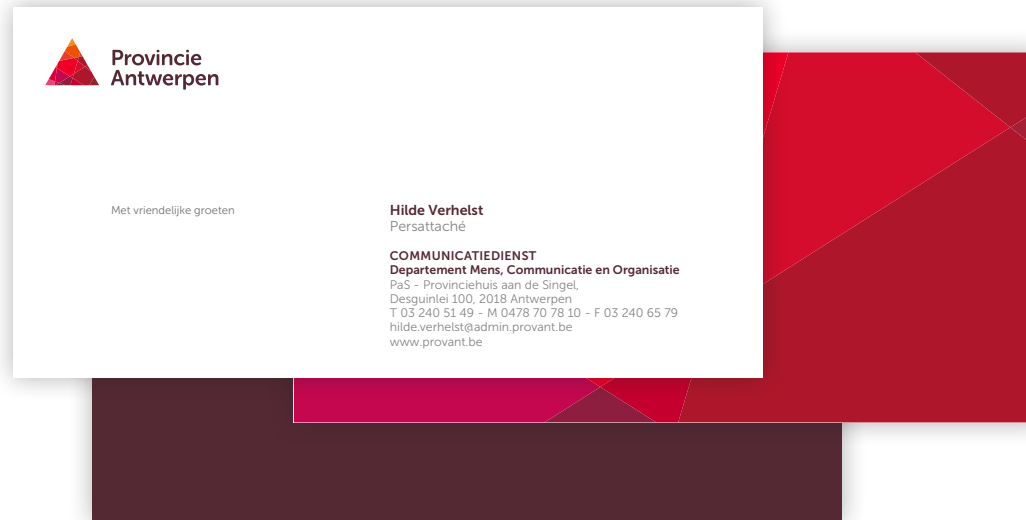 Provincie
Antwerpen
Met vriendelijke groeten
Hilde Verhelst
Persattaché
COMMUNICATIEDIENST
Departement Mens, Communicatie en Organisatie
PaS - Provinciehuis aan de Singel,
Desguinlei 100, 2018 Antwerpen
T 03 240 51 49 - M 0478 70 78 10 - F 03 240 65 79
hilde.verhelst@admin.provant.be
www.provant.be